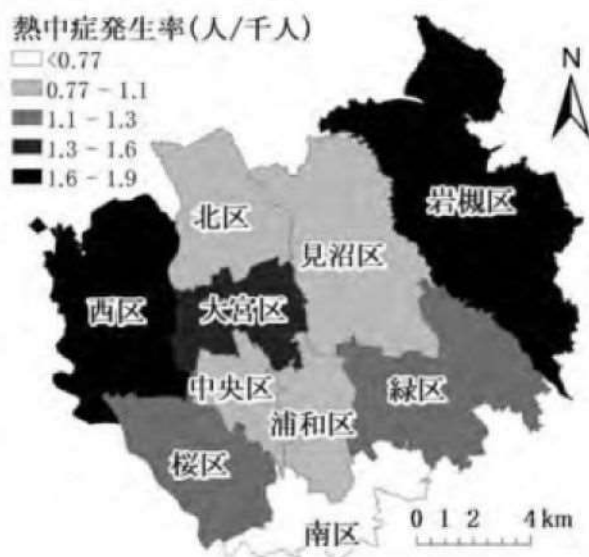 熱中症発生率(人/千人)
<0.77
0.77 - 1.1
1.1 - 1.3
1.3 - 1.6
1.6 - 1.9
N
岩槻区
北区
見沼区
西区
大宮区
中央区
緑区
浦和区
桜区
南区
0 1 2 4km